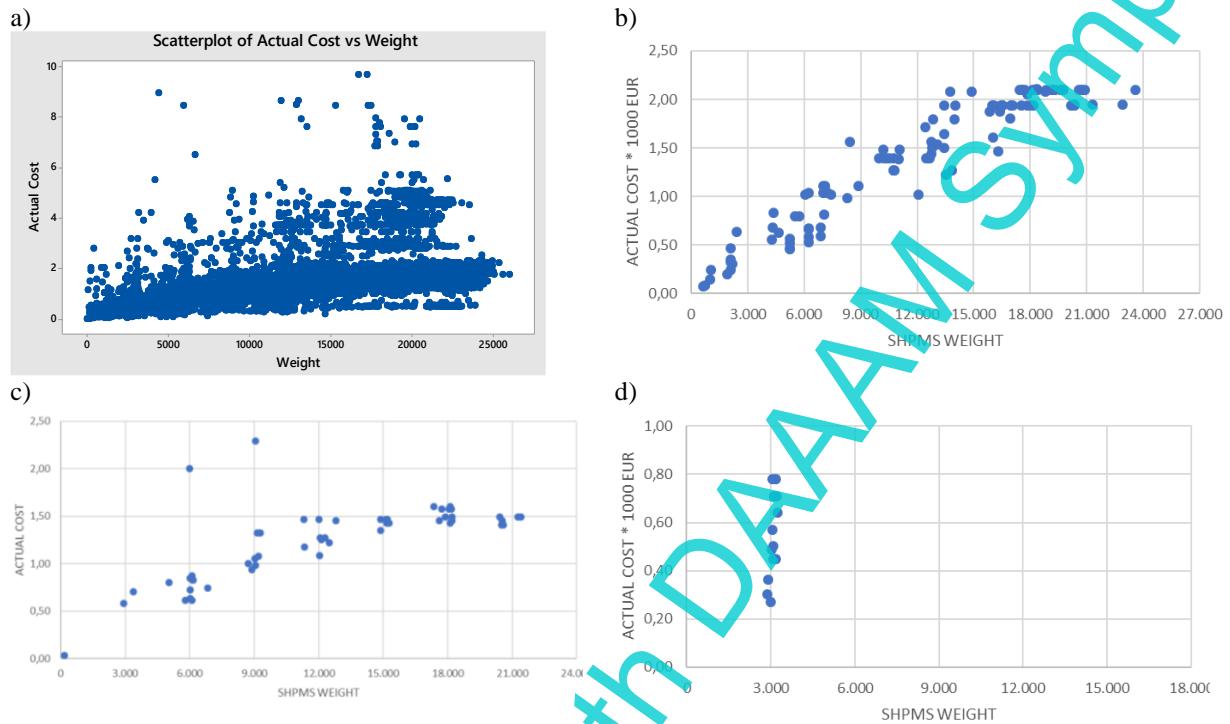 a)
Scatterplot of Actual Cost vs Weight
10
8
6
4
2
0
Actual Cost
0 5000 10000 15000 20000 25000
Weight
b)
2,50
2,00
1,50
1,00
0,50
0,00
ACTUAL COST * 1000 EUR
0 3.000 6.000 9.000 12.000 15.000 18.000 21.000 24.000 27.000
SHPMS WEIGHT
c)
2,50
2,00
1,50
1,00
0,50
0,00
ACTUAL COST
0 3.000 6.000 9.000 12.000 15.000 18.000 21.000 24.000
SHPMS WEIGHT
d)
1,00
0,80
0,60
0,40
0,20
0,00
ACTUAL COST * 1000 EUR
0 3.000 6.000 9.000 12.000 15.000 18.000
SHPMS WEIGHT
th DAAAM Symp